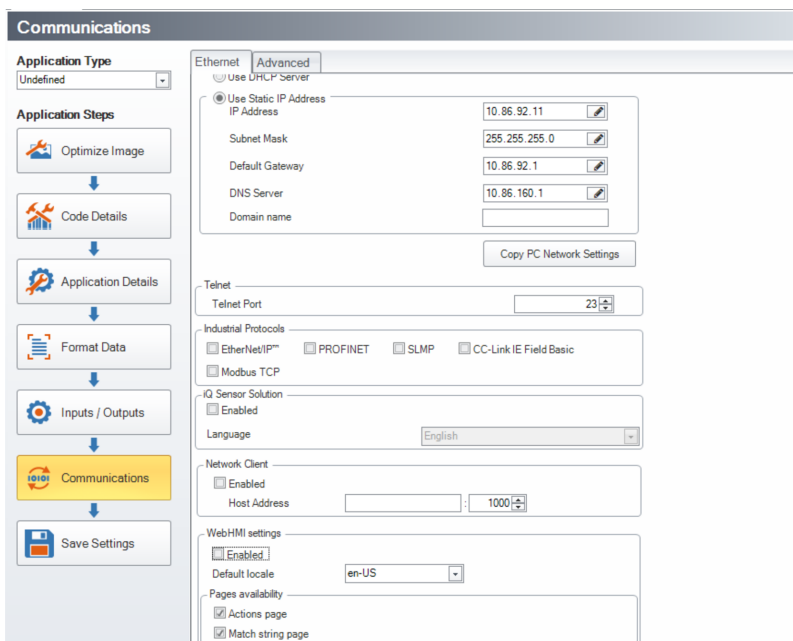 Communications
Application Type
Undefined
Application Steps
Optimize Image
Code Details
Application Details
Format Data
Inputs / Outputs
Communications
Save Settings
Ethernet Advanced
Use DHCP Server
Use Static IP Address
IP Address 10.86.92.11
Subnet Mask 255.255.255.0
Default Gateway 10.86.92.1
DNS Server 10.86.160.1
Domain name
Copy PC Network Settings
Telnet
Telnet Port 23
Industrial Protocols
EtherNet/IP™ PROFINET SLMP CC-Link IE Field Basic
Modbus TCP
iQ Sensor Solution
Enabled
Language English
Network Client
Enabled
Host Address : 1000
WebHMI settings
Enabled
Default locale en-US
Pages availability
Actions page
Match string page